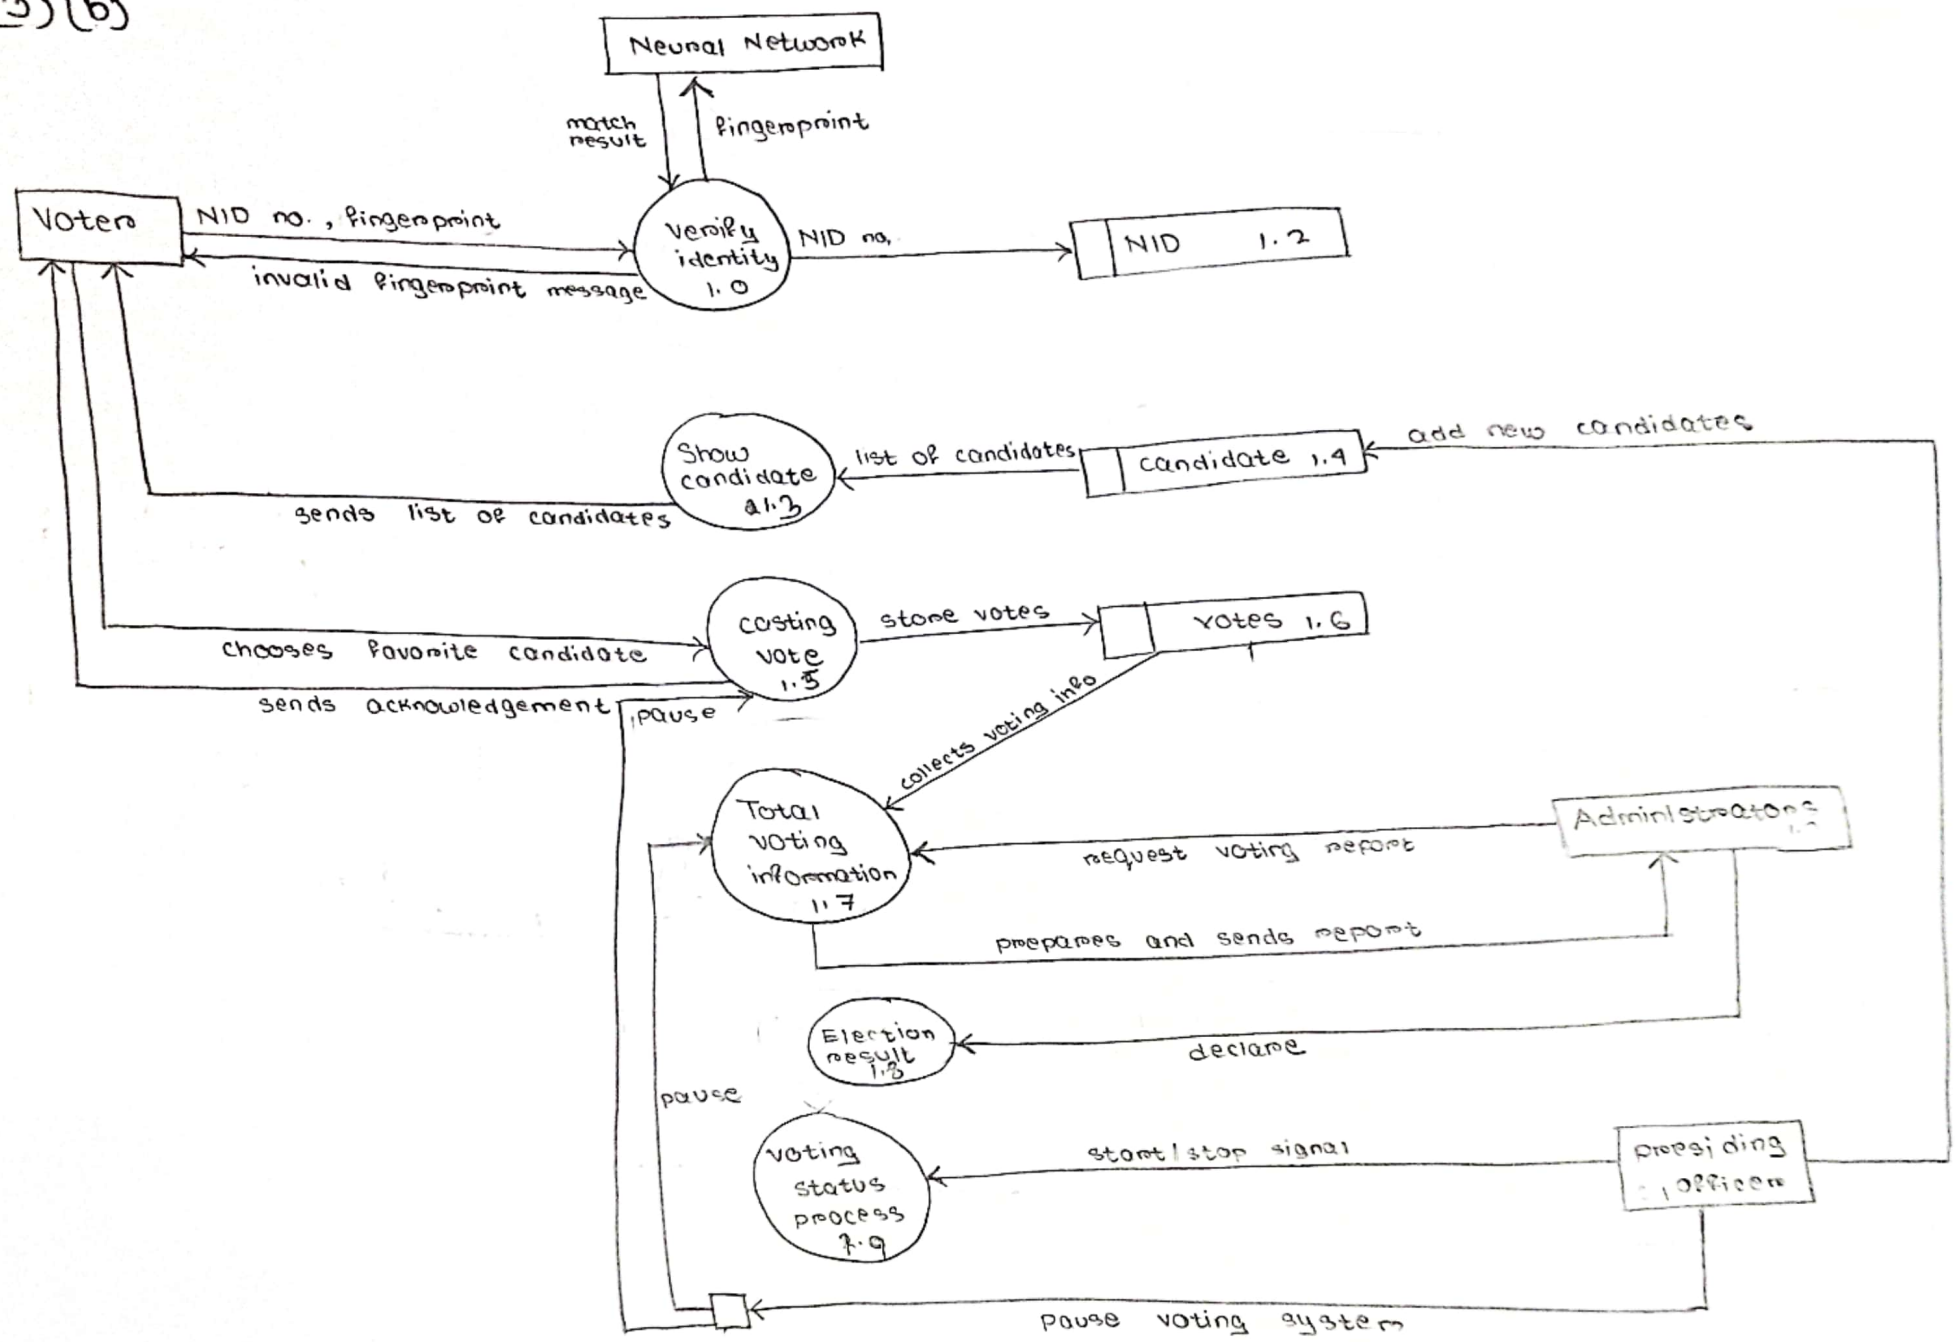 3) (b)
Neural Network
match
result
fingerprint
Voter
NID no., fingerprint
invalid fingerprint message
Verify
identity
1.0
NID no.
NID 1.2
Show
candidate
1.3
list of candidates
candidate 1.4
add new candidates
sends list of candidates
casting
vote
1.5
store votes
votes 1.6
chooses favorite candidate
sends acknowledgement
pause
collects voting info
Total
voting
information
1.7
Administrators
request voting report
prepares and sends report
Election
result
1.8
declare
pause
voting
status
process
1.9
start/stop signal
presiding
officer
pause voting system